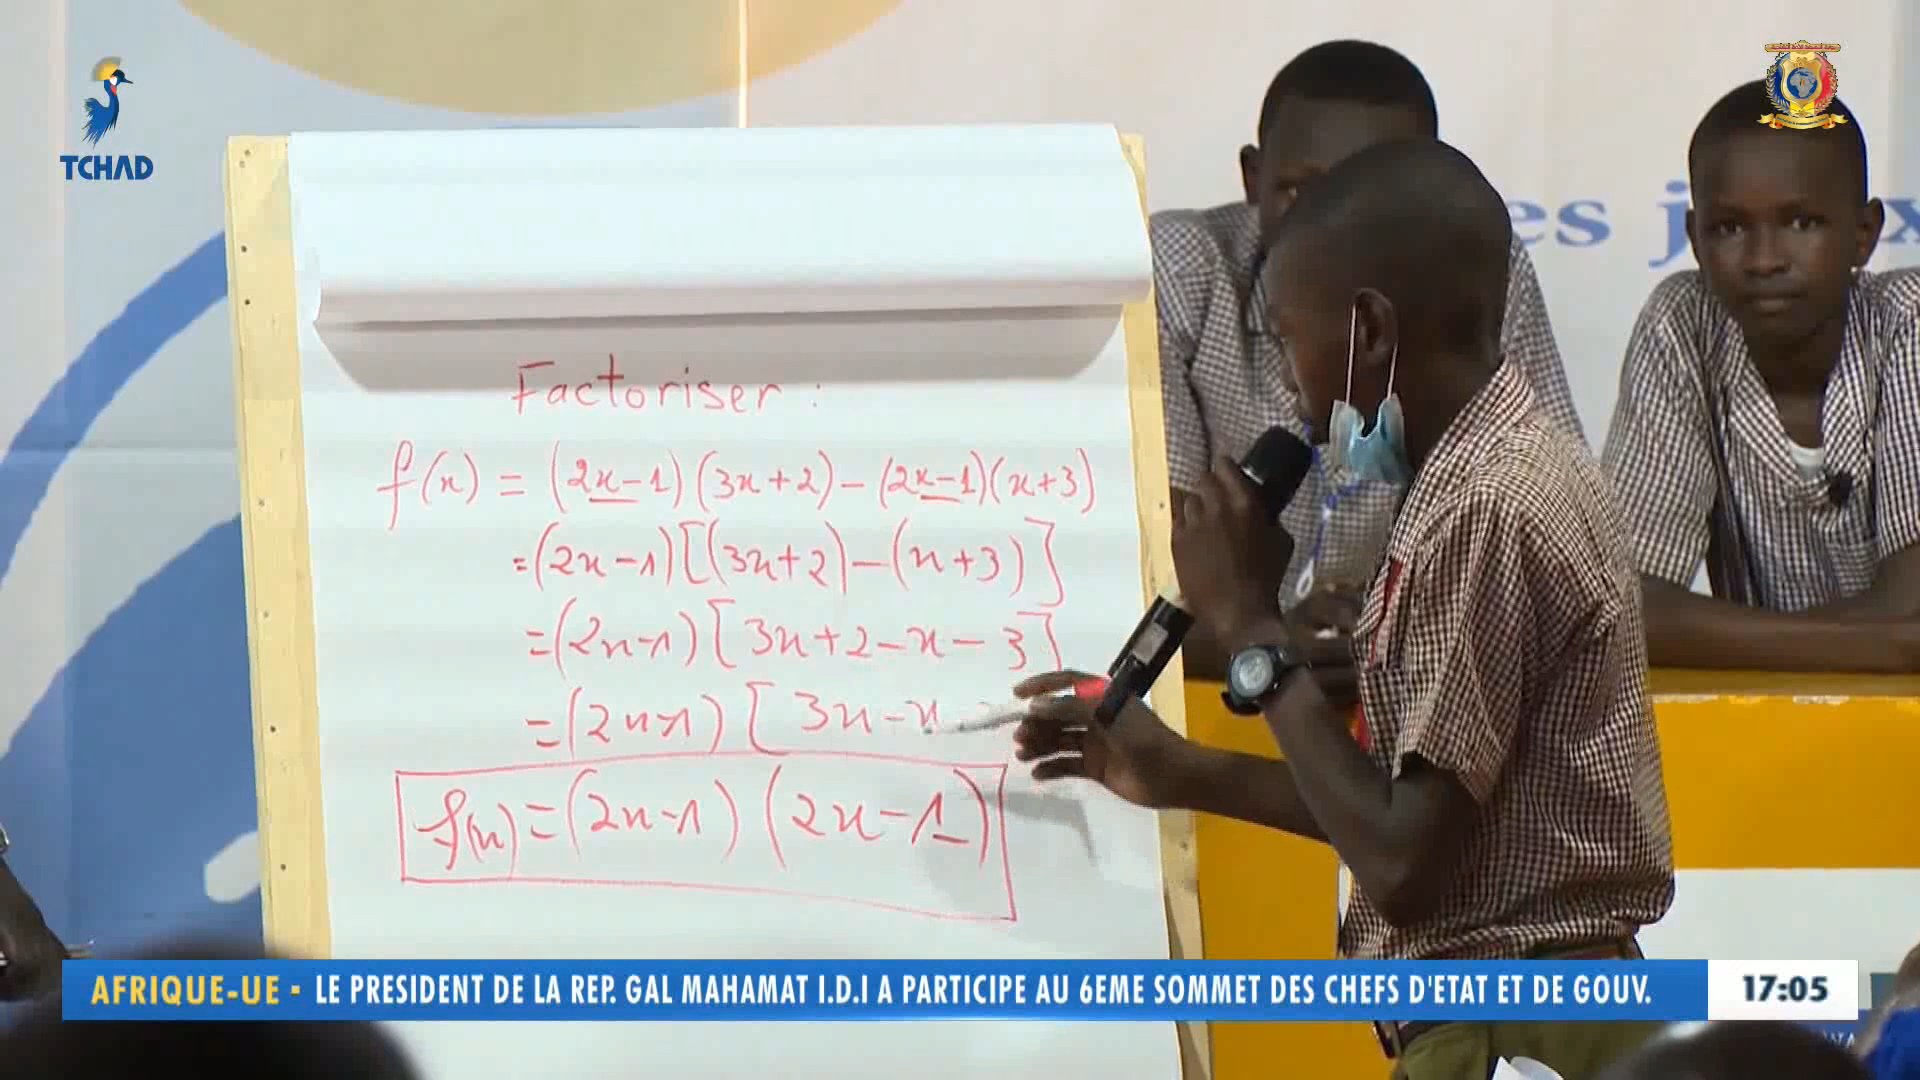 TCHAD
es j x
Factoriser :
f(x) = (2x-1)(3x+2)-(2x-1)(x+3)
=(2x-1)[(3x+2)-(x+3)]
=(2x-1)[3x+2-x-3]
=(2x-1)[3x-x
f(x)=(2x-1)(2x-1)
AFRIQUE-UE - LE PRESIDENT DE LA REP. GAL MAHAMAT I.D.I A PARTICIPE AU 6EME SOMMET DES CHEFS D'ETAT ET DE GOUV.
17:05